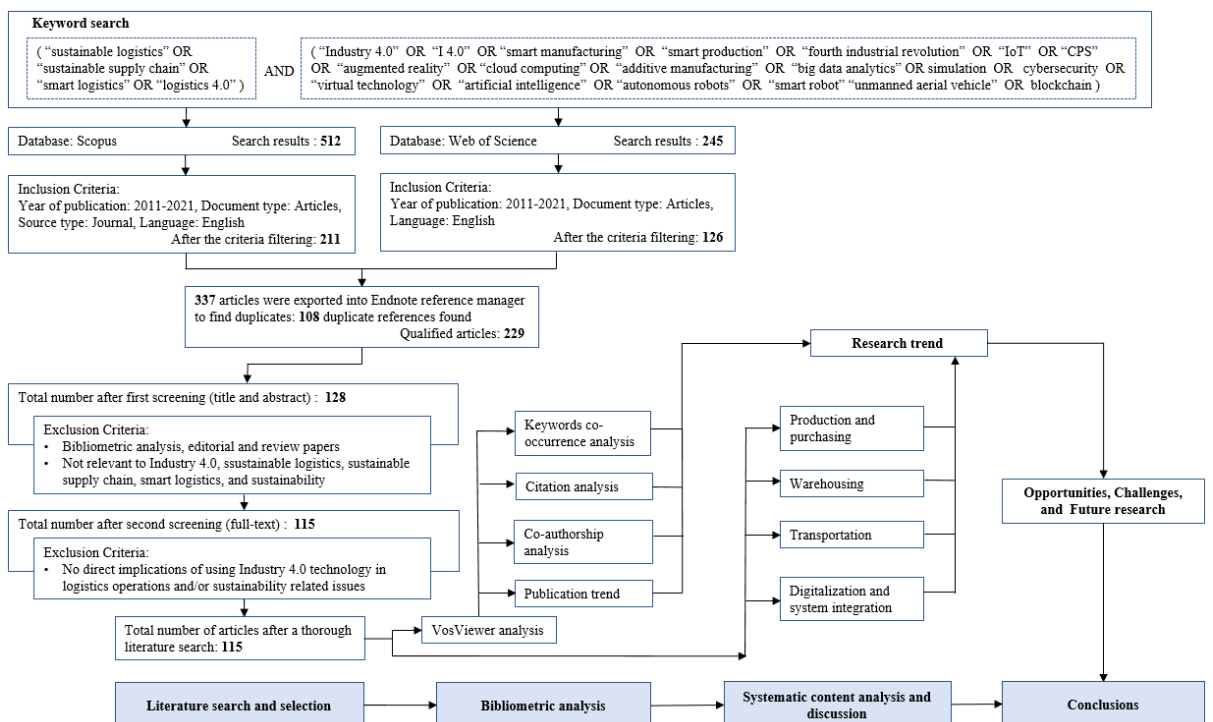 Keyword search
( “sustainable logistics” OR
“sustainable supply chain” OR
“smart logistics” OR “logistics 4.0” )
AND
( “Industry 4.0” OR “I 4.0” OR “smart manufacturing” OR “smart production” OR “fourth industrial revolution” OR “IoT” OR “CPS”
OR “augmented reality” OR “cloud computing” OR “additive manufacturing” OR “big data analytics” OR simulation OR cybersecurity OR
“virtual technology” OR “artificial intelligence” OR “autonomous robots” OR “smart robot” “unmanned aerial vehicle” OR blockchain )
Database: Scopus Search results : 512
Database: Web of Science Search results : 245
Inclusion Criteria:
Year of publication: 2011-2021, Document type: Articles,
Source type: Journal, Language: English
After the criteria filtering: 211
Inclusion Criteria:
Year of publication: 2011-2021, Document type: Articles,
Language: English
After the criteria filtering: 126
337 articles were exported into Endnote reference manager
to find duplicates: 108 duplicate references found
Qualified articles: 229
Total number after first screening (title and abstract) : 128
Exclusion Criteria:
• Bibliometric analysis, editorial and review papers
• Not relevant to Industry 4.0, ssustainable logistics, sustainable
supply chain, smart logistics, and sustainability
Total number after second screening (full-text) : 115
Exclusion Criteria:
• No direct implications of using Industry 4.0 technology in
logistics operations and/or sustainability related issues
Total number of articles after a thorough
literature search: 115
VosViewer analysis
Keywords co-
occurrence analysis
Citation analysis
Co-authorship
analysis
Publication trend
Research trend
Production and
purchasing
Warehousing
Transportation
Digitalization and
system integration
Opportunities, Challenges,
and Future research
Literature search and selection
Bibliometric analysis
Systematic content analysis and
discussion
Conclusions